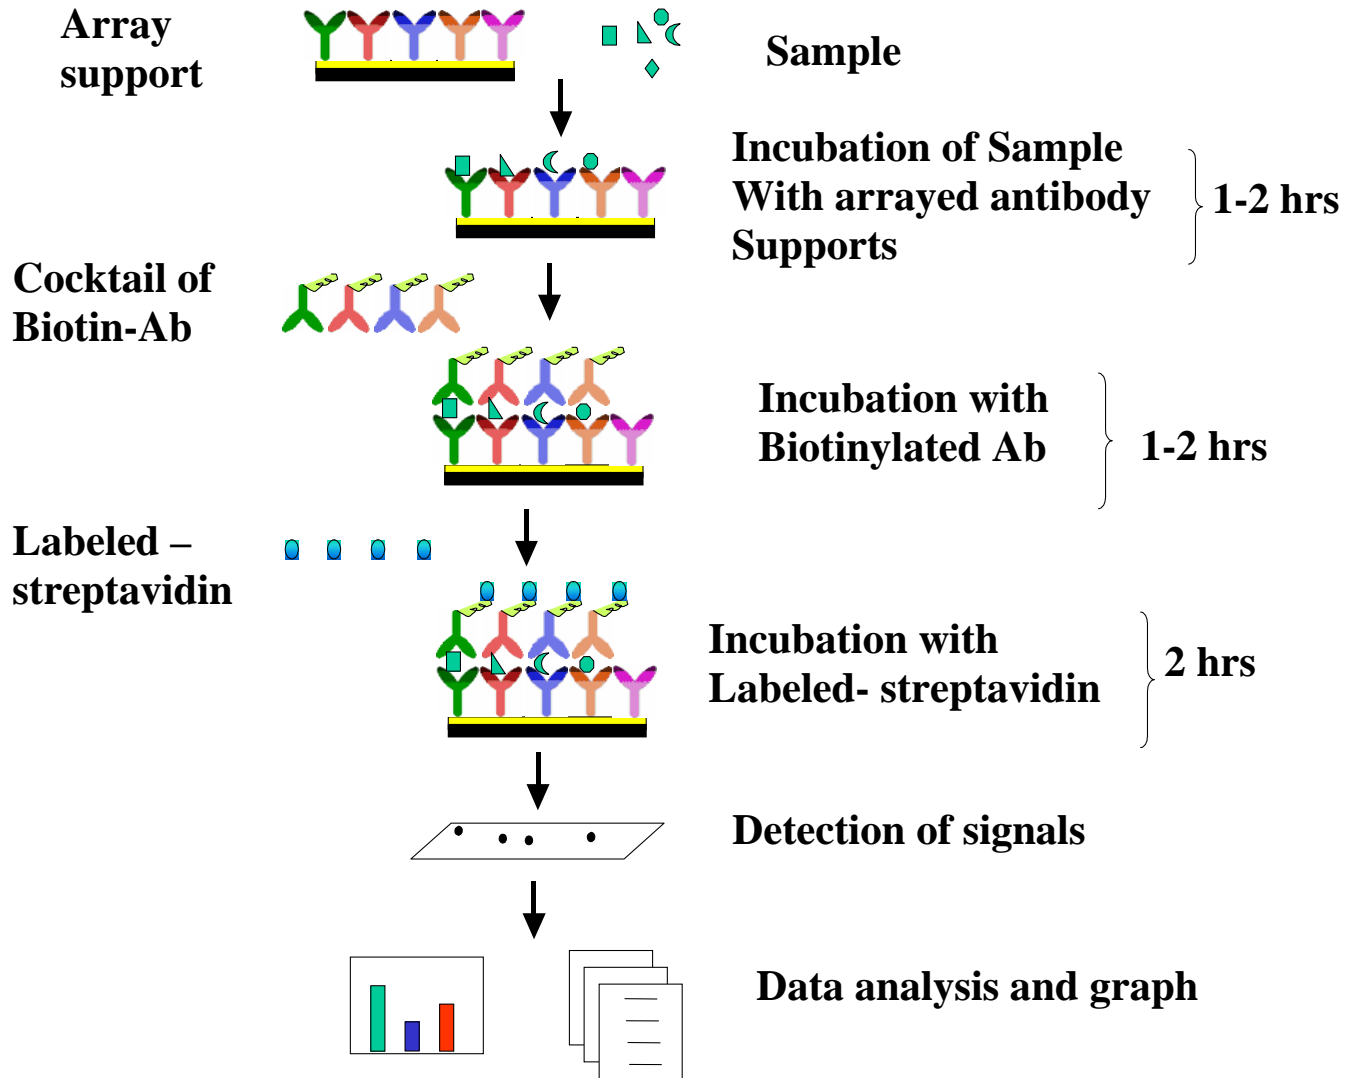 Array
support
Sample
Incubation of Sample
With arrayed antibody
Supports
1-2 hrs
Cocktail of
Biotin-Ab
Incubation with
Biotinylated Ab
1-2 hrs
Labeled –
streptavidin
Incubation with
Labeled- streptavidin
2 hrs
Detection of signals
Data analysis and graph